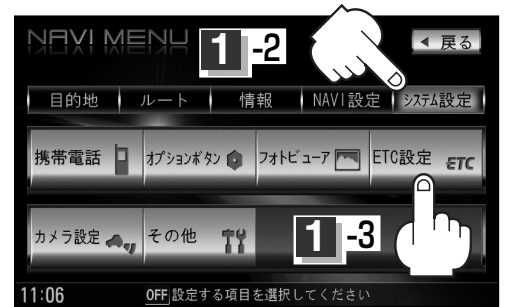 NAVI MENU
1-2
戻る
目的地 ルート 情報 NAVI設定 システム設定
携帯電話 オプションボタン フォトビューア ETC設定 ETC
カメラ設定 その他
1-3
11:06 OFF 設定する項目を選択してください